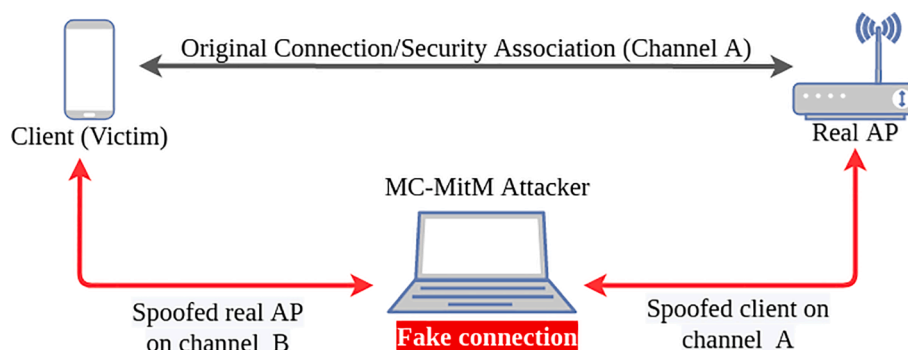 Original Connection/Security Association (Channel A)
Client (Victim)
Real AP
MC-MitM Attacker
Spoofed real AP
on channel B
Fake connection
Spoofed client on
channel A